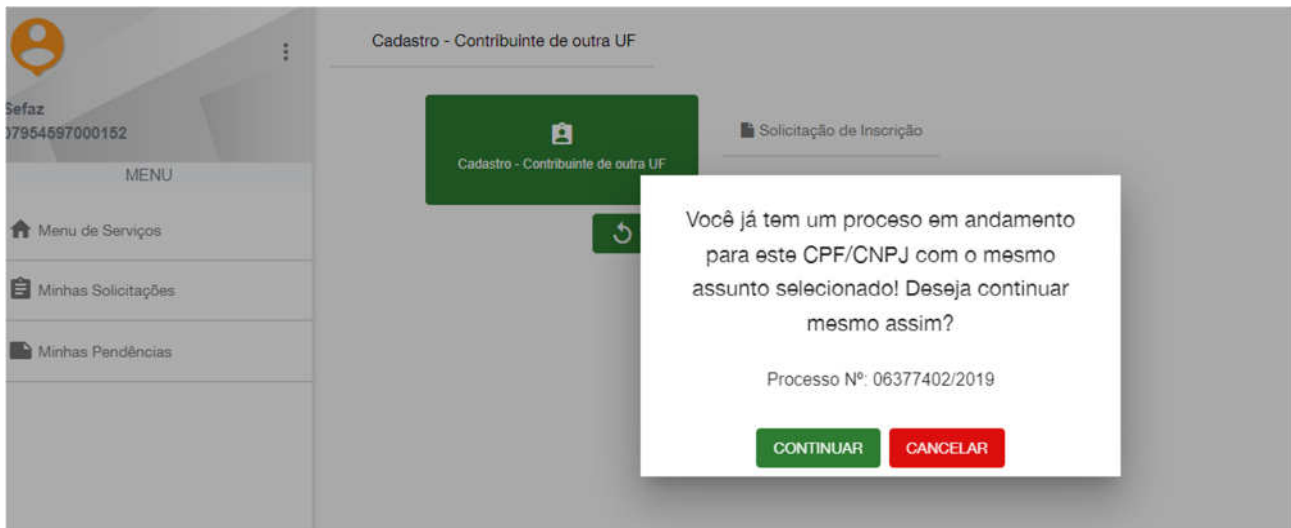 Sefaz
07954597000152
MENU
Menu de Serviços
Minhas Solicitações
Minhas Pendências
Cadastro - Contribuinte de outra UF
Cadastro - Contribuinte de outra UF
Solicitação de Inscrição
Você já tem um proceso em andamento
para este CPF/CNPJ com o mesmo
assunto selecionado! Deseja continuar
mesmo assim?
Processo Nº: 06377402/2019
CONTINUAR
CANCELAR